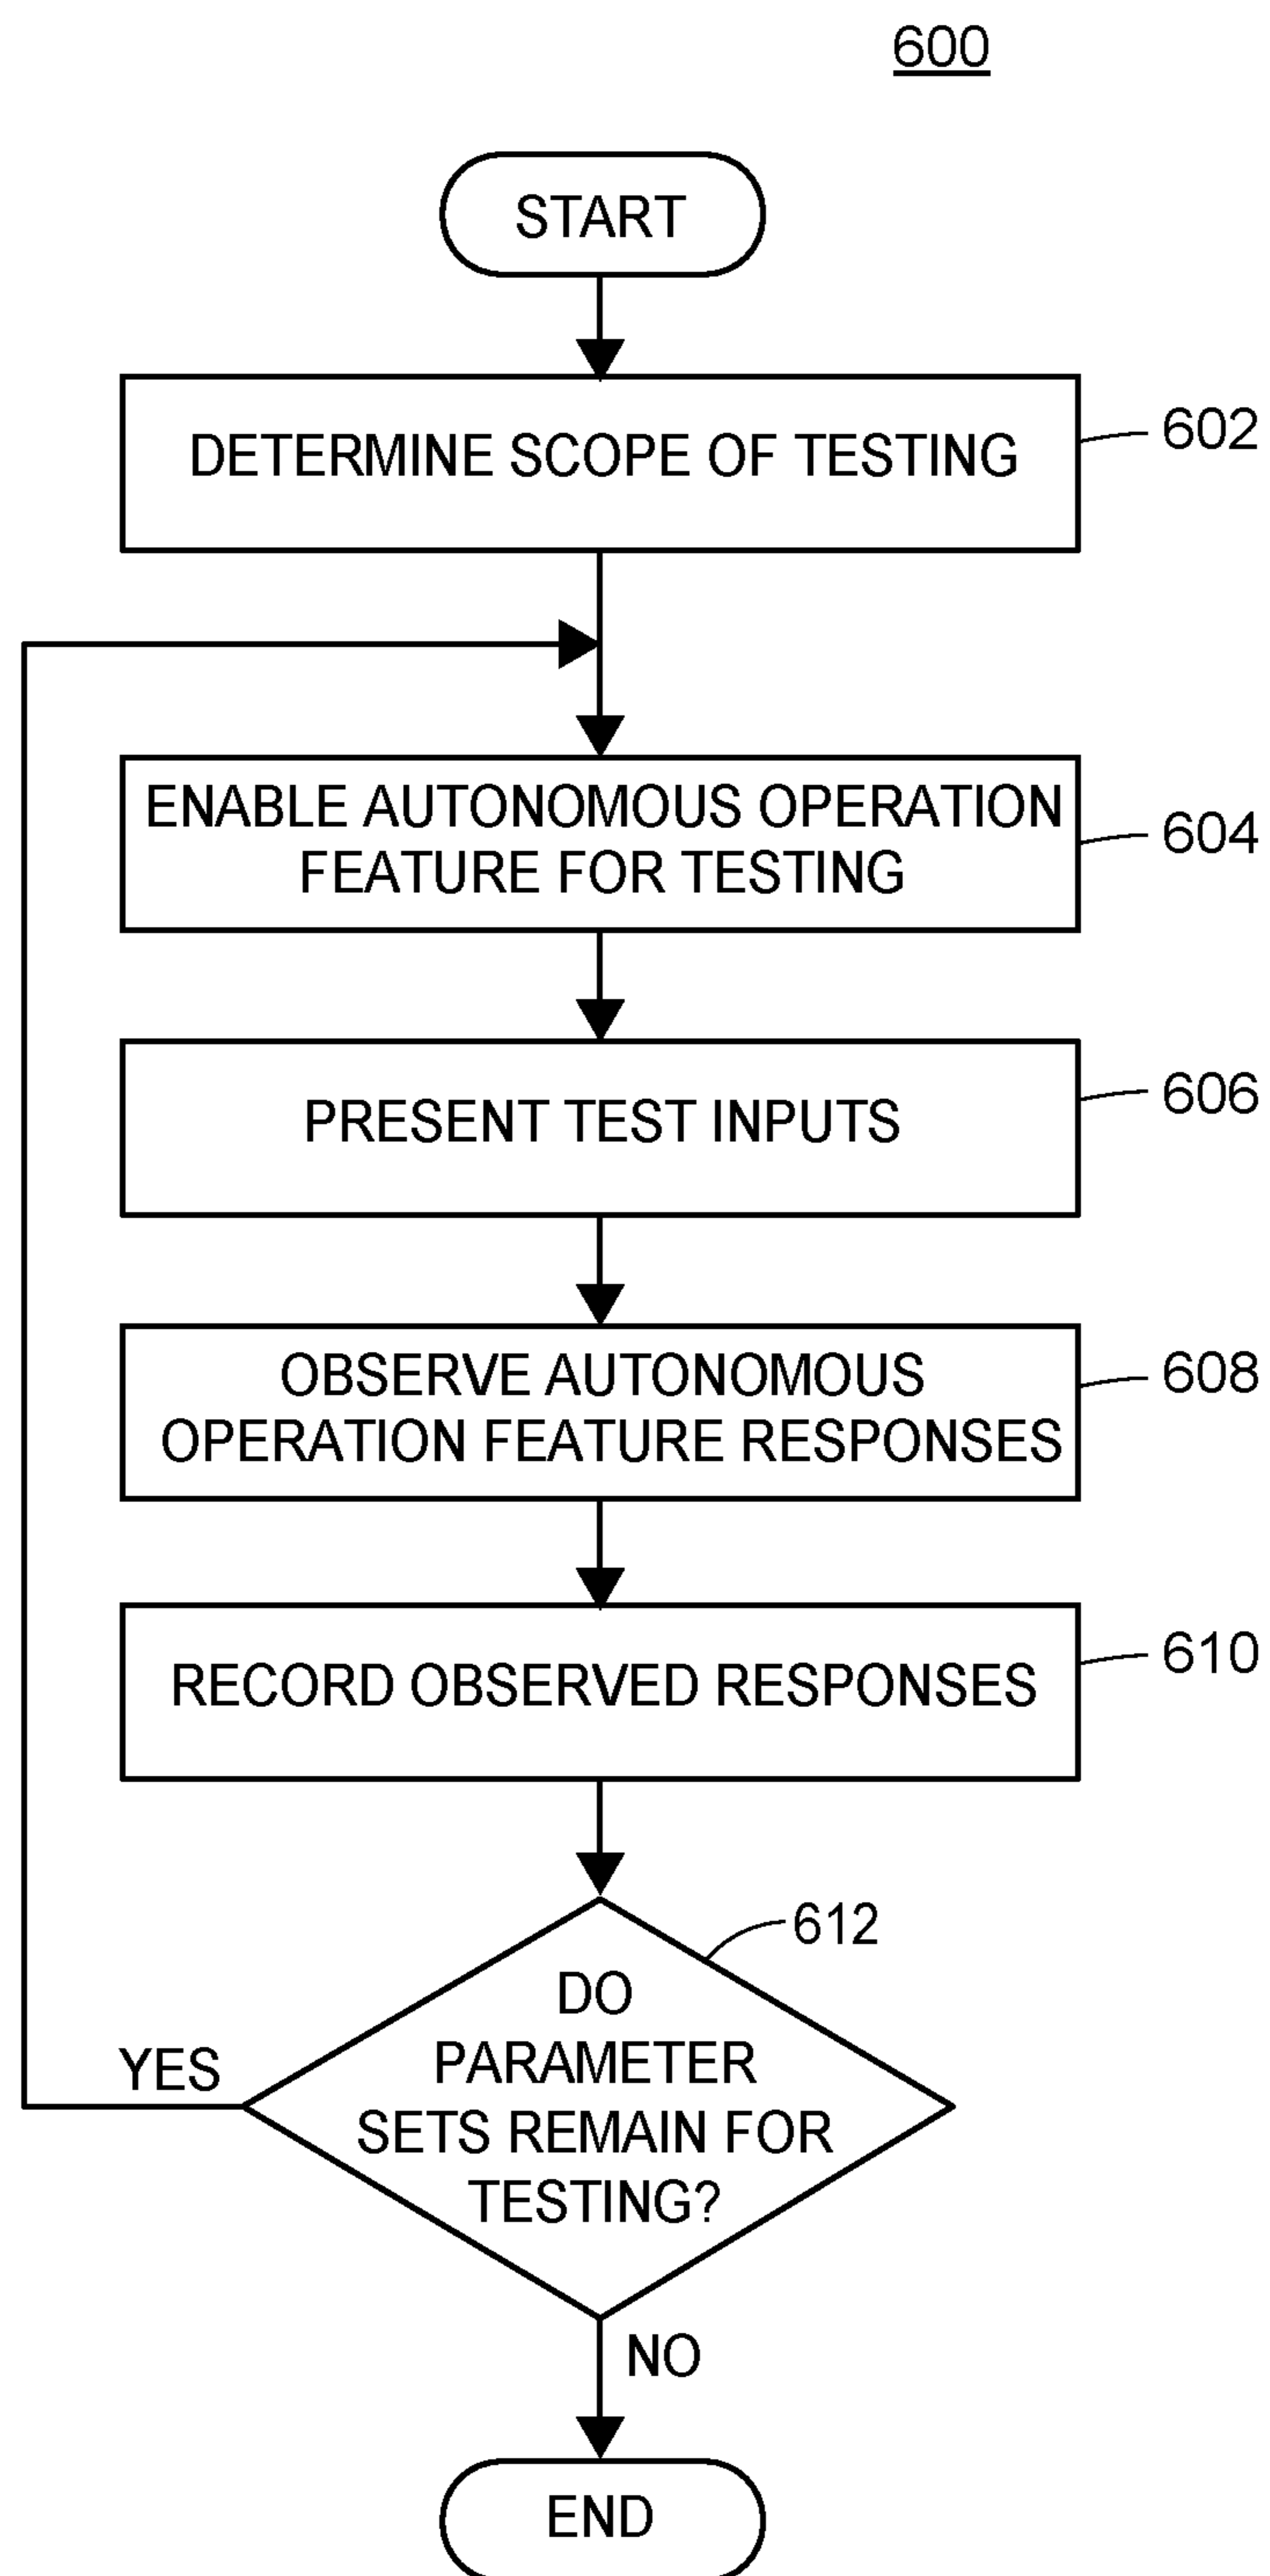 600
START
DETERMINE SCOPE OF TESTING
602
ENABLE AUTONOMOUS OPERATION
FEATURE FOR TESTING
604
PRESENT TEST INPUTS
606
OBSERVE AUTONOMOUS
OPERATION FEATURE RESPONSES
608
RECORD OBSERVED RESPONSES
610
612
DO
PARAMETER
SETS REMAIN FOR
TESTING?
YES
NO
END